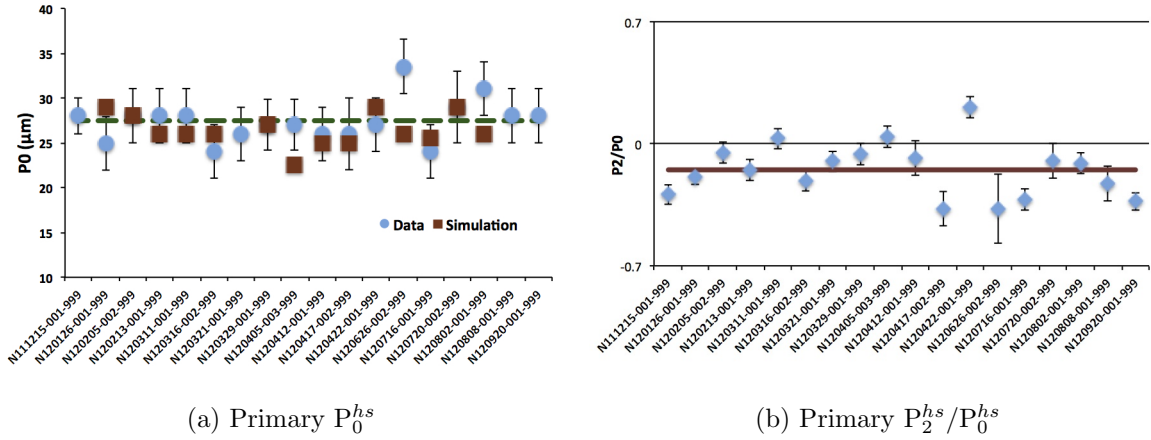 40
35
30
25
20
15
10
P0 (µm)
Data
Simulation
N111215-001-999
N120126-001-999
N120205-002-999
N120213-001-999
N120311-001-999
N120316-002-999
N120321-001-999
N120329-001-999
N120405-003-999
N120412-001-999
N120417-002-999
N120422-001-999
N120626-002-999
N120716-001-999
N120720-002-999
N120802-001-999
N120808-001-999
N120920-001-999
(a) Primary P₀ʰˢ
0.7
0
-0.7
P2/P0
N111215-001-999
N120126-001-999
N120205-002-999
N120213-001-999
N120311-001-999
N120316-002-999
N120321-001-999
N120329-001-999
N120405-003-999
N120412-001-999
N120417-002-999
N120422-001-999
N120626-002-999
N120716-001-999
N120720-002-999
N120802-001-999
N120808-001-999
N120920-001-999
(b) Primary P₂ʰˢ/P₀ʰˢ